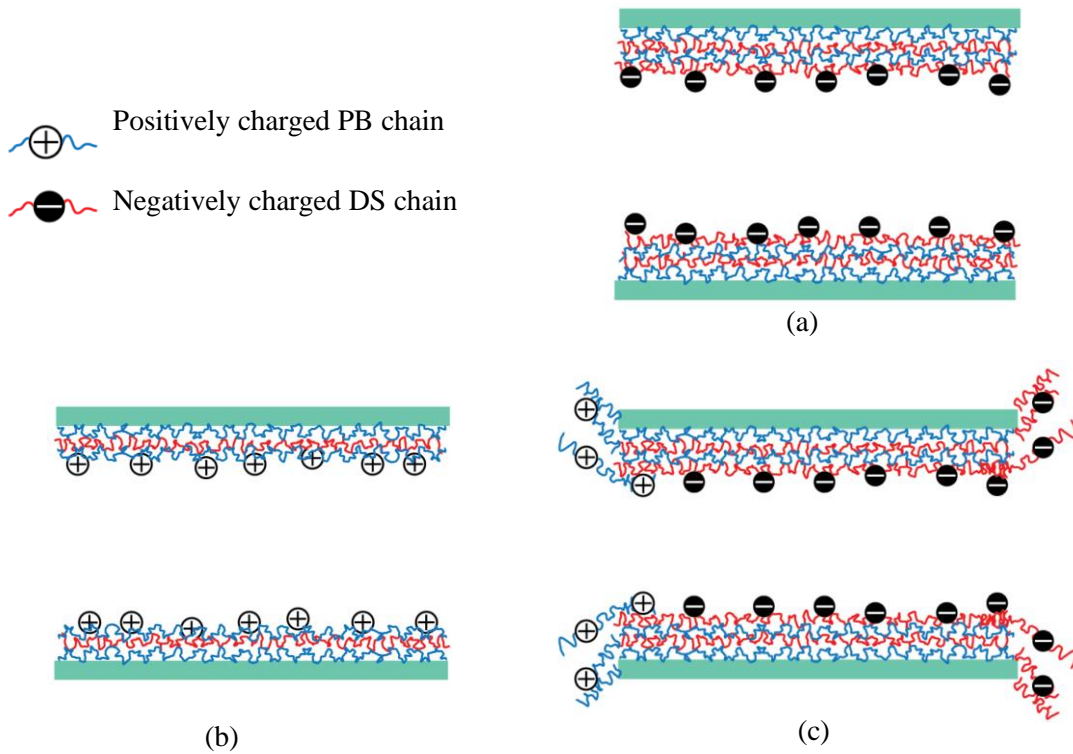 Positively charged PB chain
Negatively charged DS chain
(a)
(b)
(c)